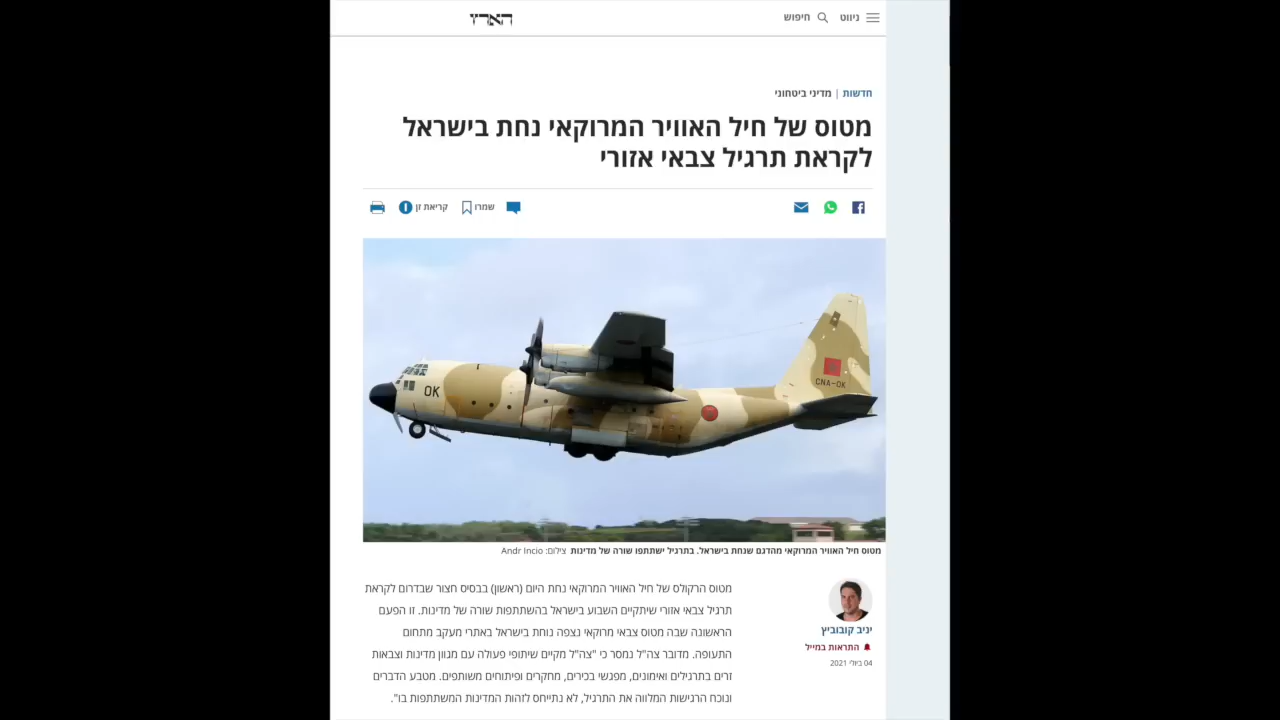 ניווט
חיפוש
הארץ
חדשות | מדיני ביטחוני
מטוס של חיל האוויר המרוקאי נחת בישראל
לקראת תרגיל צבאי אזורי
שמרו
קריאת זן
OK
CNA-OK
מטוס חיל האוויר המרוקאי מהדגם שנחת בישראל. בתרגיל ישתתפו שורה של מדינות צילום: Andr Incio
יניב קובוביץ
התראות במייל
04 ביולי 2021
מטוס הרקולס של חיל האוויר המרוקאי נחת היום (ראשון) בבסיס חצור שבדרום לקראת
תרגיל צבאי אזורי שיתקיים השבוע בישראל בהשתתפות שורה של מדינות. זו הפעם
הראשונה שבה מטוס צבאי מרוקאי נצפה נוחת בישראל באתרי מעקב מתחום
התעופה. מדובר צה"ל נמסר כי "צה"ל מקיים שיתופי פעולה עם מגוון מדינות וצבאות
זרים בתרגילים ואימונים, מפגשי בכירים, מחקרים ופיתוחים משותפים. מטבע הדברים
ונוכח הרגישות המלווה את התרגיל, לא נתייחס לזהות המדינות המשתתפות בו".